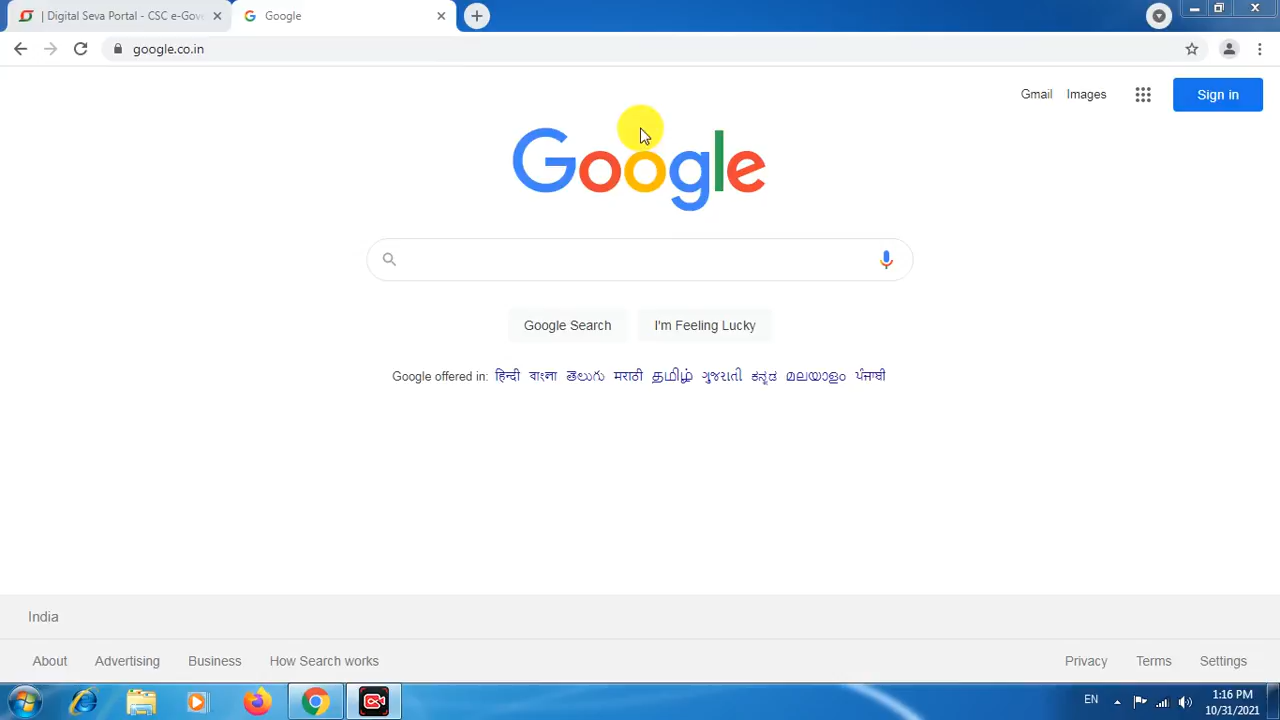 | Digital Seva Portal - CSC e-Gove
Google
google.co.in
Gmail
Images
Sign in
Google
Google Search
I'm Feeling Lucky
Google offered in: हिन्दी বাংলা తెలుగు मराठी தமிழ் ગુજરાતી ಕನ್ನಡ മലയാളം ਪੰਜਾਬੀ
India
About
Advertising
Business
How Search works
Privacy
Terms
Settings
EN
1:16 PM
10/31/2021